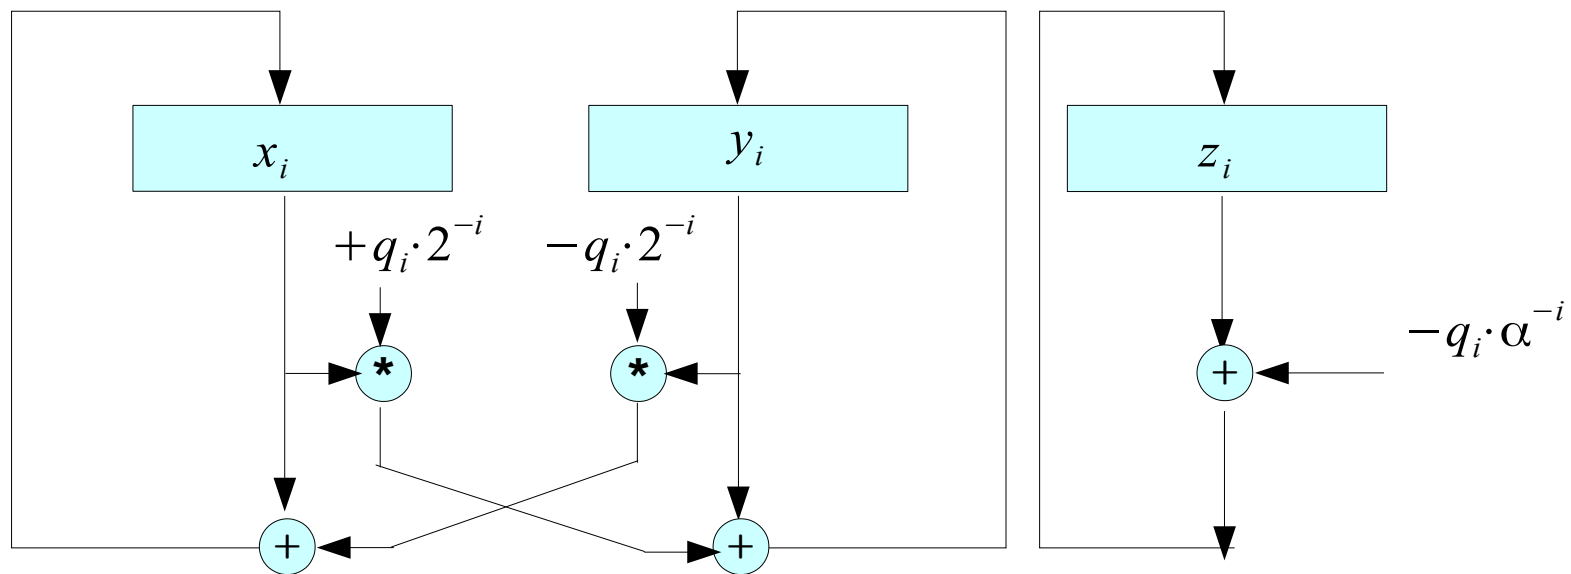 x_i
y_i
z_i
+q_i·2^{-i}
−q_i·2^{-i}
−q_i·α^{-i}
*
*
+
+
+